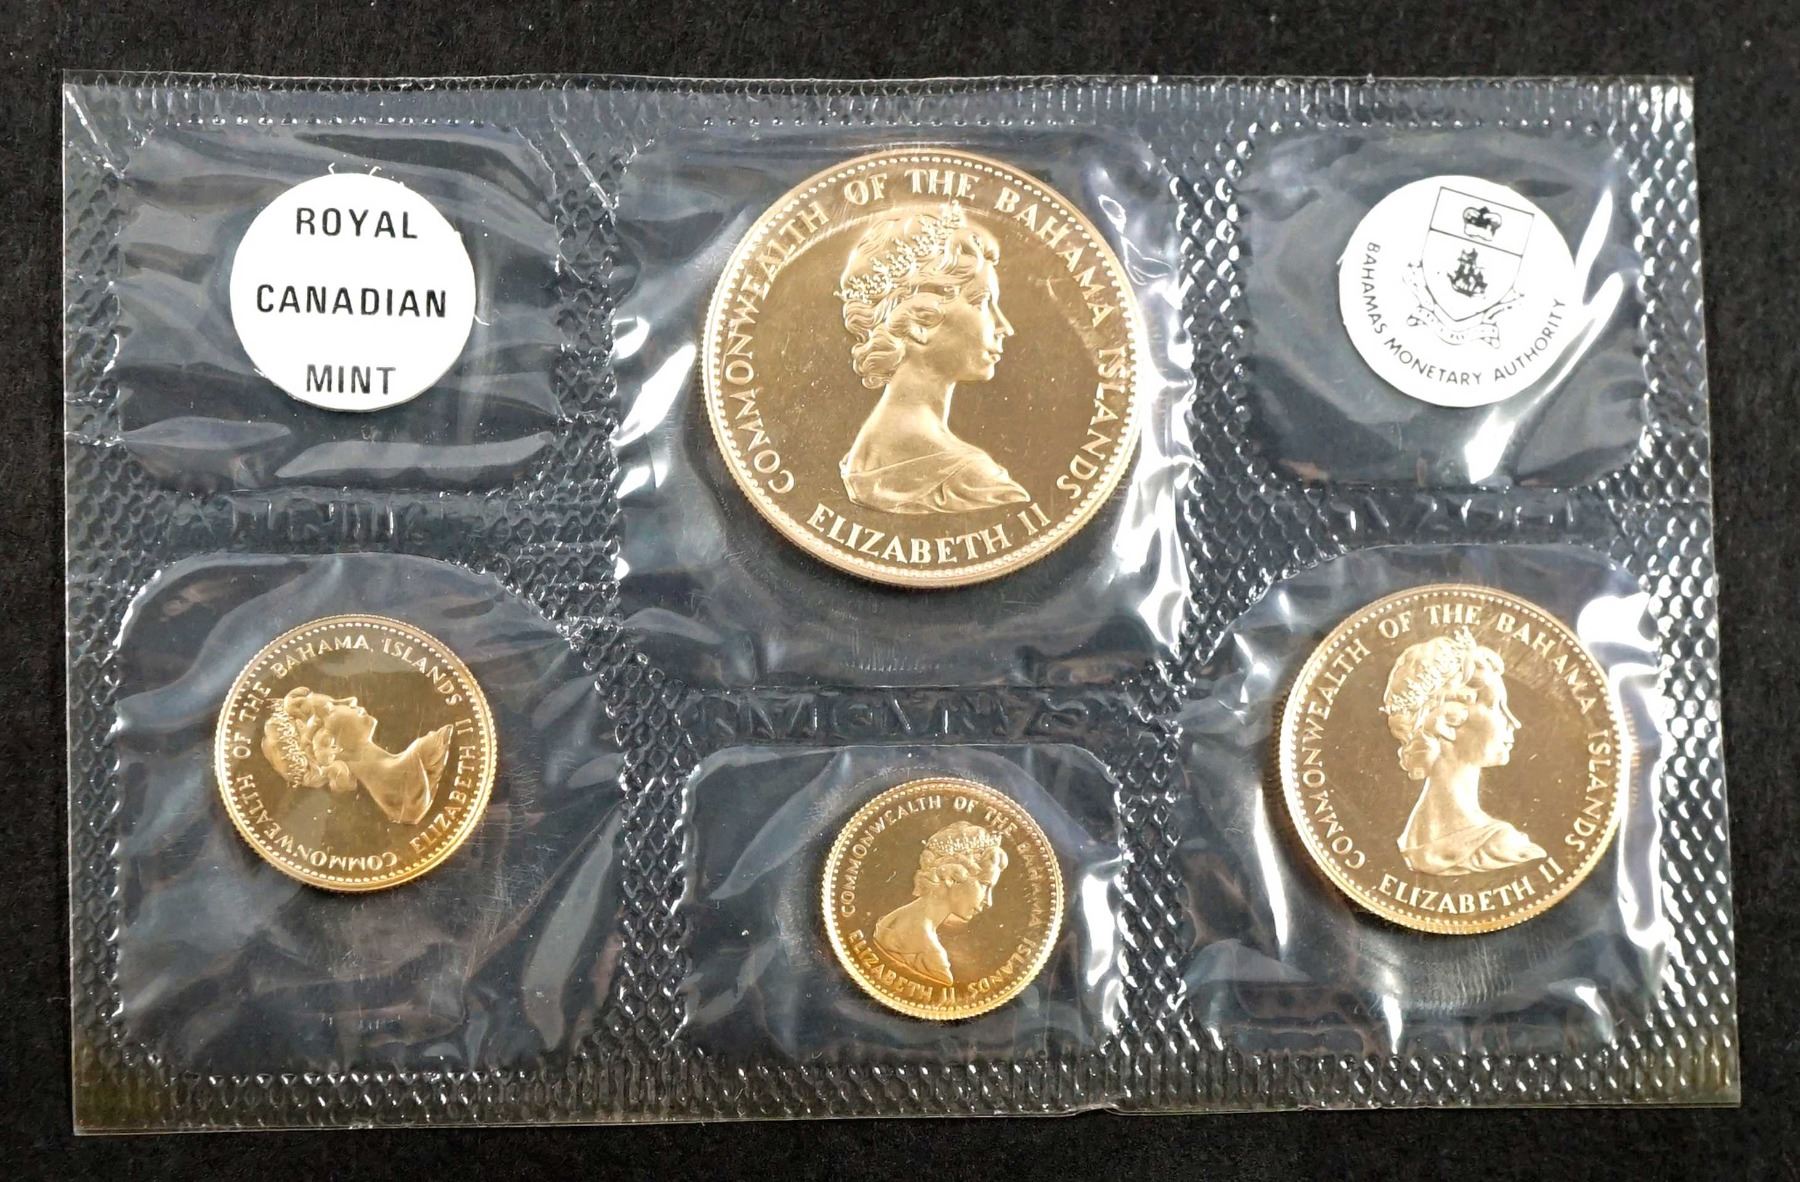 ROYAL
CANADIAN
MINT
COMMONWEALTH OF THE BAHAMA ISLANDS
ELIZABETH II
BAHAMAS MONETARY AUTHORITY
COMMONWEALTH OF THE BAHAMA ISLANDS
ELIZABETH II
COMMONWEALTH OF THE BAHAMA ISLANDS
ELIZABETH II
COMMONWEALTH OF THE BAHAMA ISLANDS
ELIZABETH II